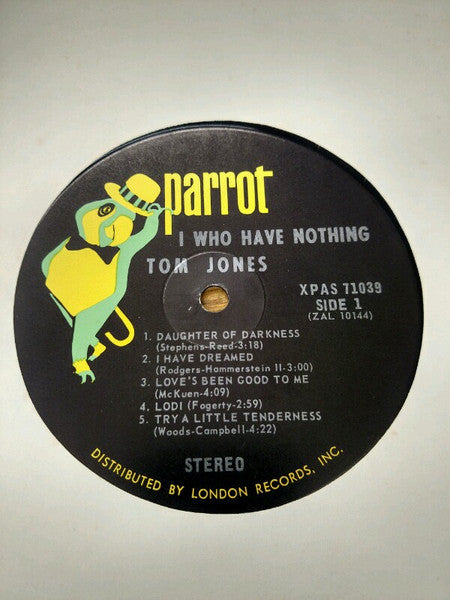 parrot
I WHO HAVE NOTHING
TOM JONES
XPAS 71039
SIDE 1
(ZAL 10144)
1. DAUGHTER OF DARKNESS
(Stephens-Reed-3:18)
2. I HAVE DREAMED
(Rodgers-Hammerstein II-3:00)
3. LOVE'S BEEN GOOD TO ME
(McKuen-4:09)
4. LODI (Fogerty-2:59)
5. TRY A LITTLE TENDERNESS
(Woods-Campbell-4:22)
STEREO
DISTRIBUTED BY LONDON RECORDS, INC.